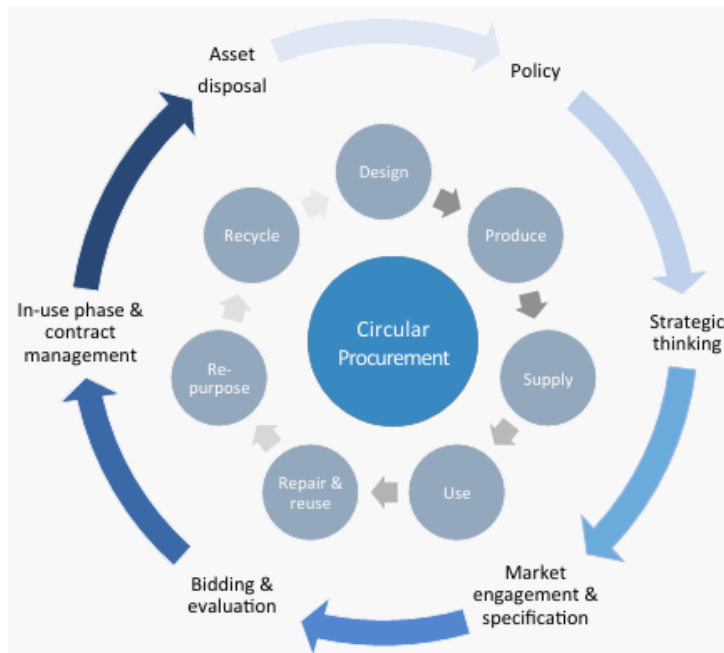 Asset
disposal
Policy
Design
Recycle
Produce
In-use phase &
contract
management
Circular
Procurement
Strategic
thinking
Re-
purpose
Supply
Repair &
reuse
Use
Bidding &
evaluation
Market
engagement &
specification